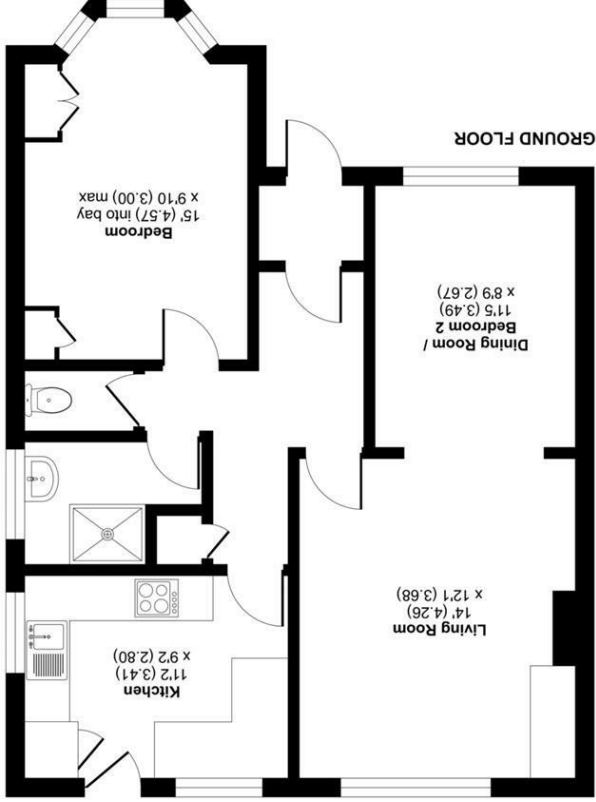 Kitchen
11'2 (3.41)
x 9'2 (2.80)
Living Room
14' (4.26)
x 12'1 (3.68)
Dining Room /
Bedroom 2
11'5 (3.49)
x 8'9 (2.67)
Bedroom
15' (4.57) into bay
x 9'10 (3.00) max
GROUND FLOOR